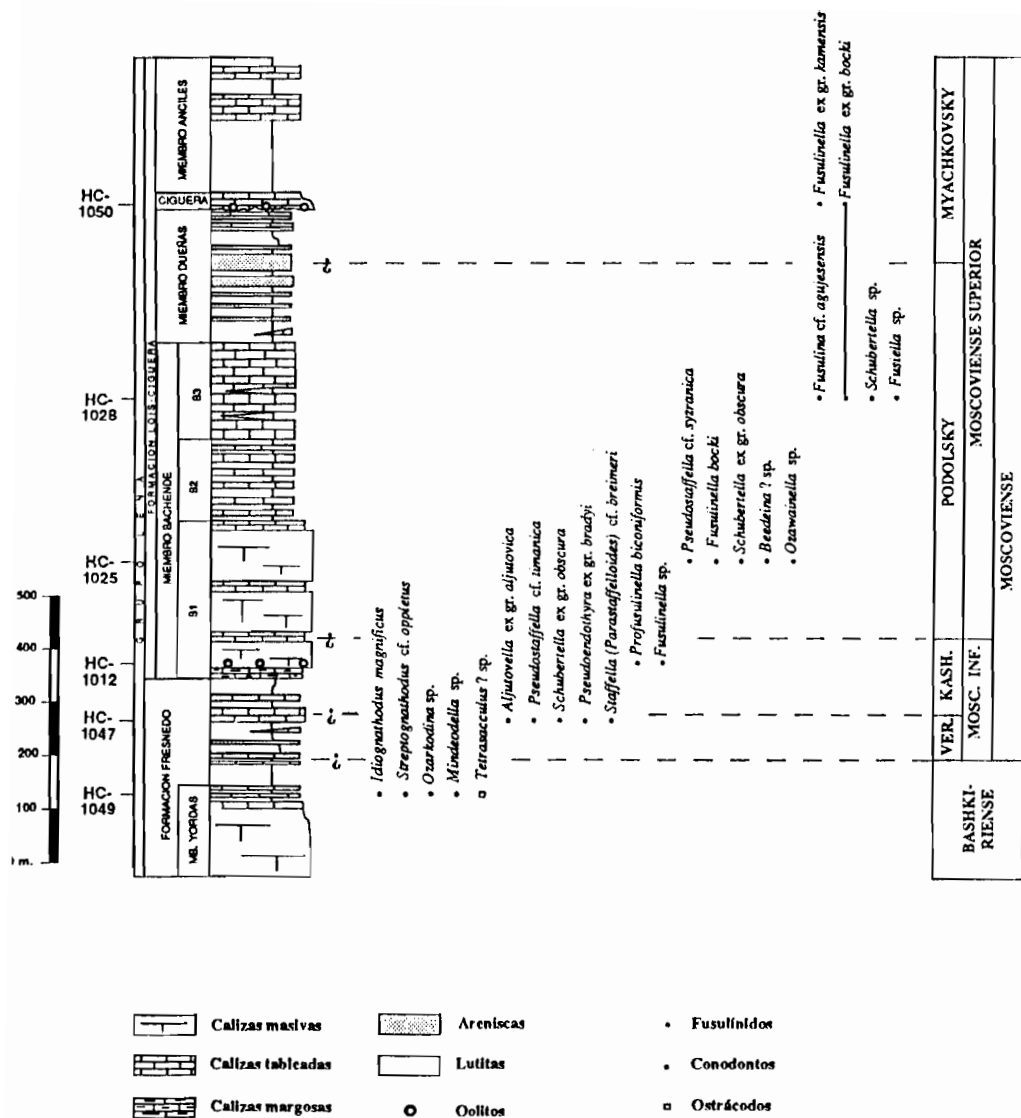 MIEMBRO ANCILES
CIGUERA
MIEMBRO DUEÑAS
FORMACION LOIS-CIGUERA
MIEMBRO BACHENDE
B3
B2
B1
FORMACION FRESNEDO
MB. YORDAS
HC-
1050
HC-
1028
HC-
1025
HC-
1012
HC-
1047
HC-
1049
500
400
300
200
100
m.
¿
¿
¿
¿
• Idiognathodus magnificus
• Streptognathodus cf. oppletus
• Ozarkodina sp.
• Mindeodella sp.
□ Tetrasacculus ? sp.
• Aljutovella ex gr. aljutovica
• Pseudostaffella cf. timanica
• Schubertella ex gr. obscura
• Pseudoendothyra ex gr. bradyi
• Staffella (Parastaffelloides) cf. breimeri
• Profusulinella biconiformis
• Fusulinella sp.
• Pseudostaffella cf. syzranica
• Fusulinella bocki
• Schubertella ex gr. obscura
• Beedeina ? sp.
• Ozawainella sp.
• Fusulina cf. agujesensis
• Fusulinella ex gr. kamensis
• Fusulinella ex gr. bocki
• Schubertella sp.
• Fusiella sp.
MYACHKOVSKY
PODOLSKY
KASH.
VER.
MOSCOVIENSE SUPERIOR
MOSC. INF.
MOSCOVIENSE
BASHKI-
RIENSE
Calizas masivas
Areniscas
• Fusulínidos
Calizas tableadas
Lutitas
• Conodontos
Calizas margosas
Oolitos
□ Ostrácodos